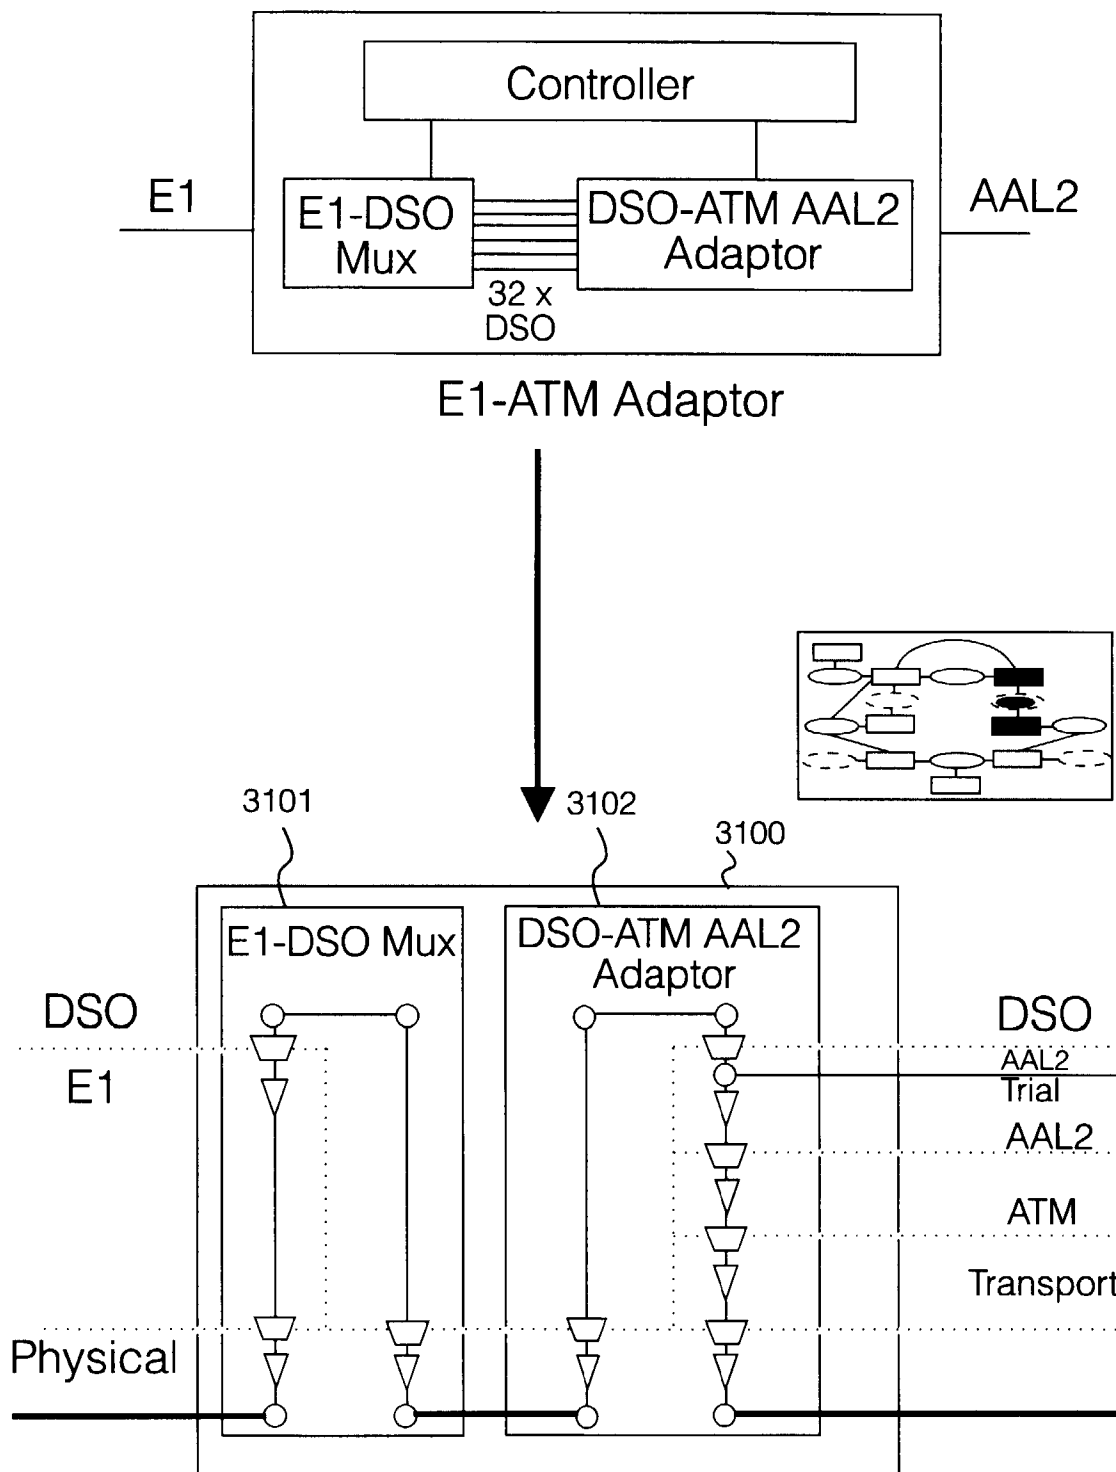 Controller
E1
E1-DSO
Mux
DSO-ATM AAL2
Adaptor
AAL2
32 x
DSO
E1-ATM Adaptor
3101
3102
3100
E1-DSO Mux
DSO-ATM AAL2
Adaptor
DSO
E1
Physical
DSO
AAL2
Trial
AAL2
ATM
Transport